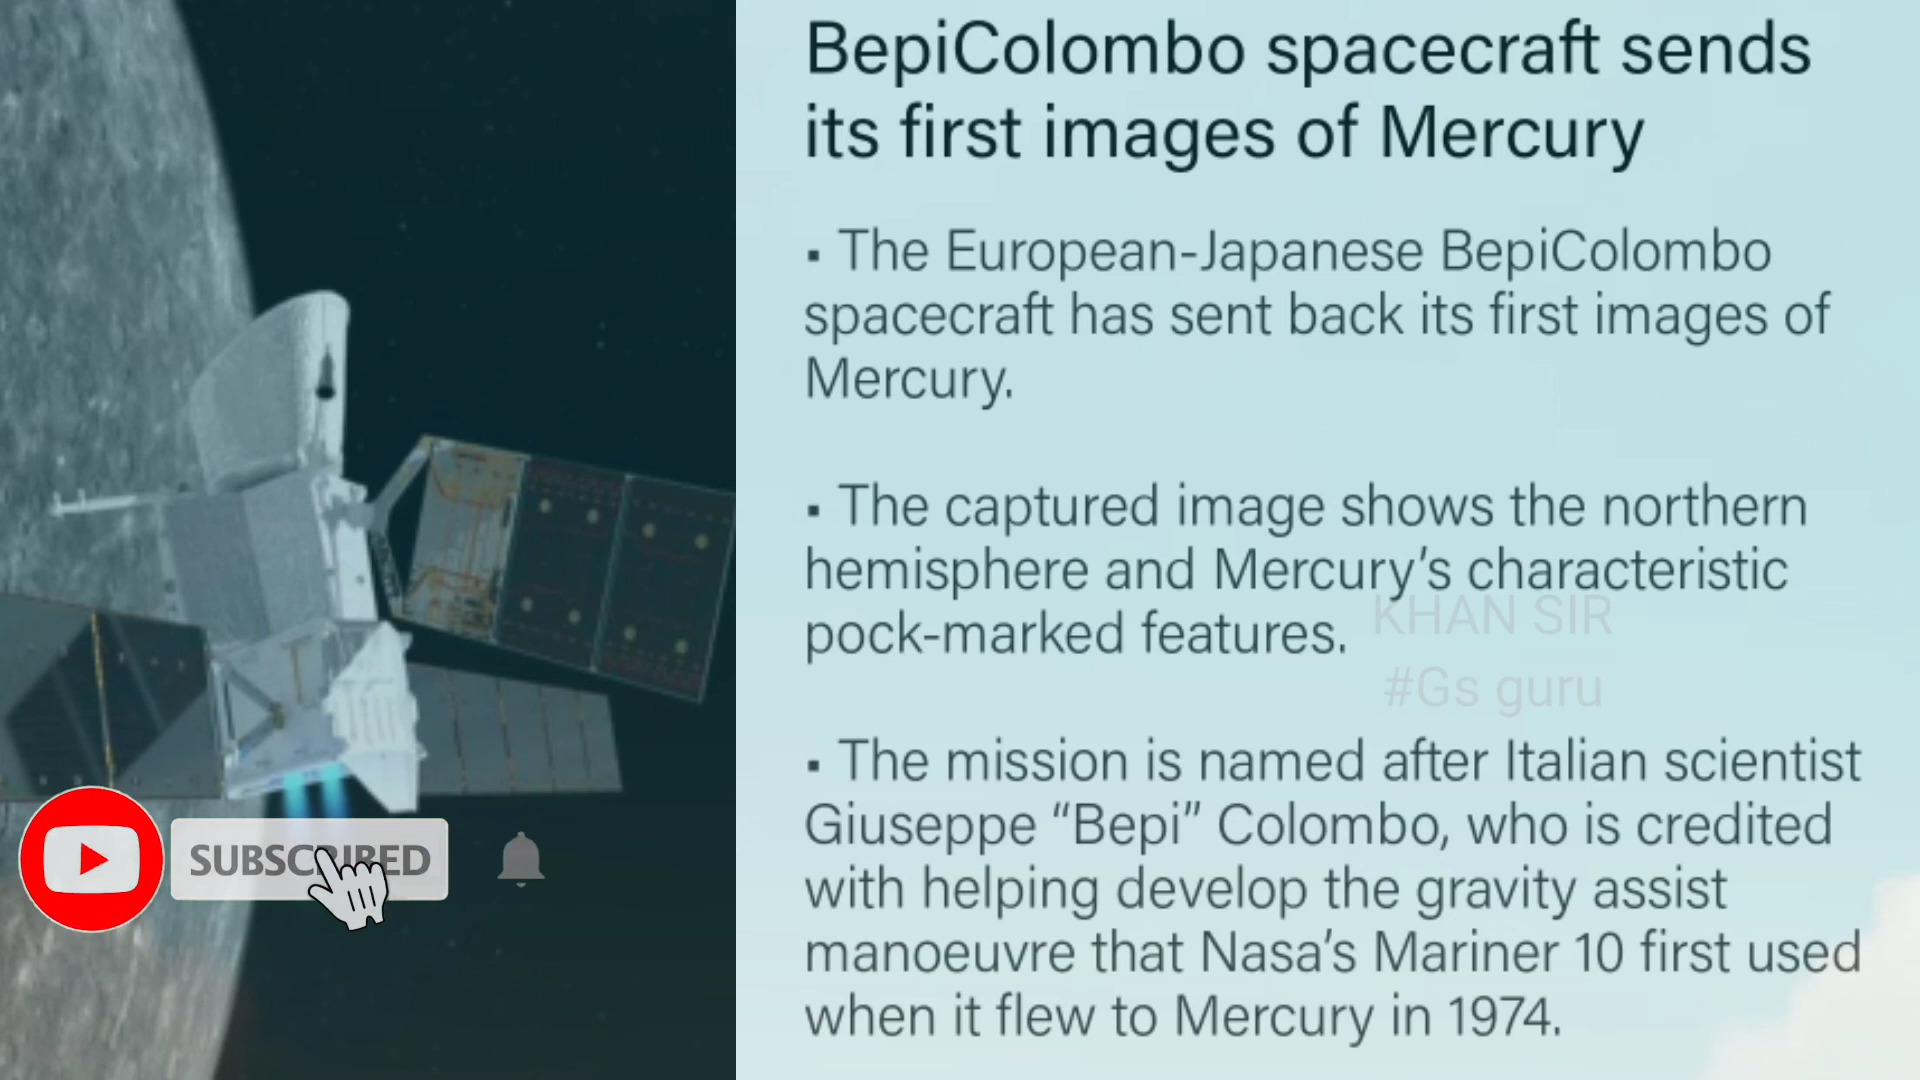 BepiColombo spacecraft sends
its first images of Mercury
▪ The European-Japanese BepiColombo
spacecraft has sent back its first images of
Mercury.
▪ The captured image shows the northern
hemisphere and Mercury’s characteristic
pock-marked features.
KHAN SIR
#Gs guru
▪ The mission is named after Italian scientist
Giuseppe “Bepi” Colombo, who is credited
with helping develop the gravity assist
manoeuvre that Nasa’s Mariner 10 first used
when it flew to Mercury in 1974.
SUBSCRIBED